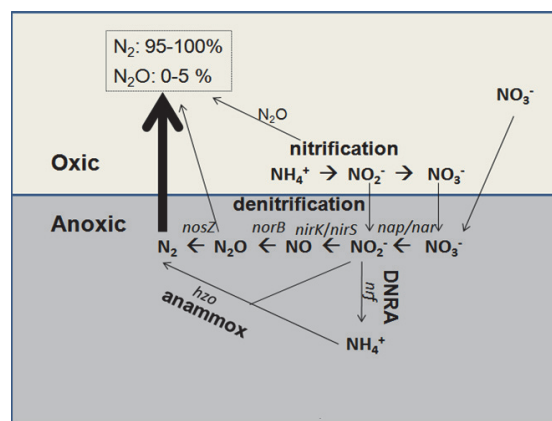 N₂: 95-100%
N₂O: 0-5 %
NO₃⁻
N₂O
nitrification
Oxic
NH₄⁺ → NO₂⁻ → NO₃⁻
denitrification
Anoxic
nosZ norB nirK/nirS nap/nar
N₂ ← N₂O ← NO ← NO₂⁻ ← NO₃⁻
hzo
anammox
DNRA
nrf
NH₄⁺